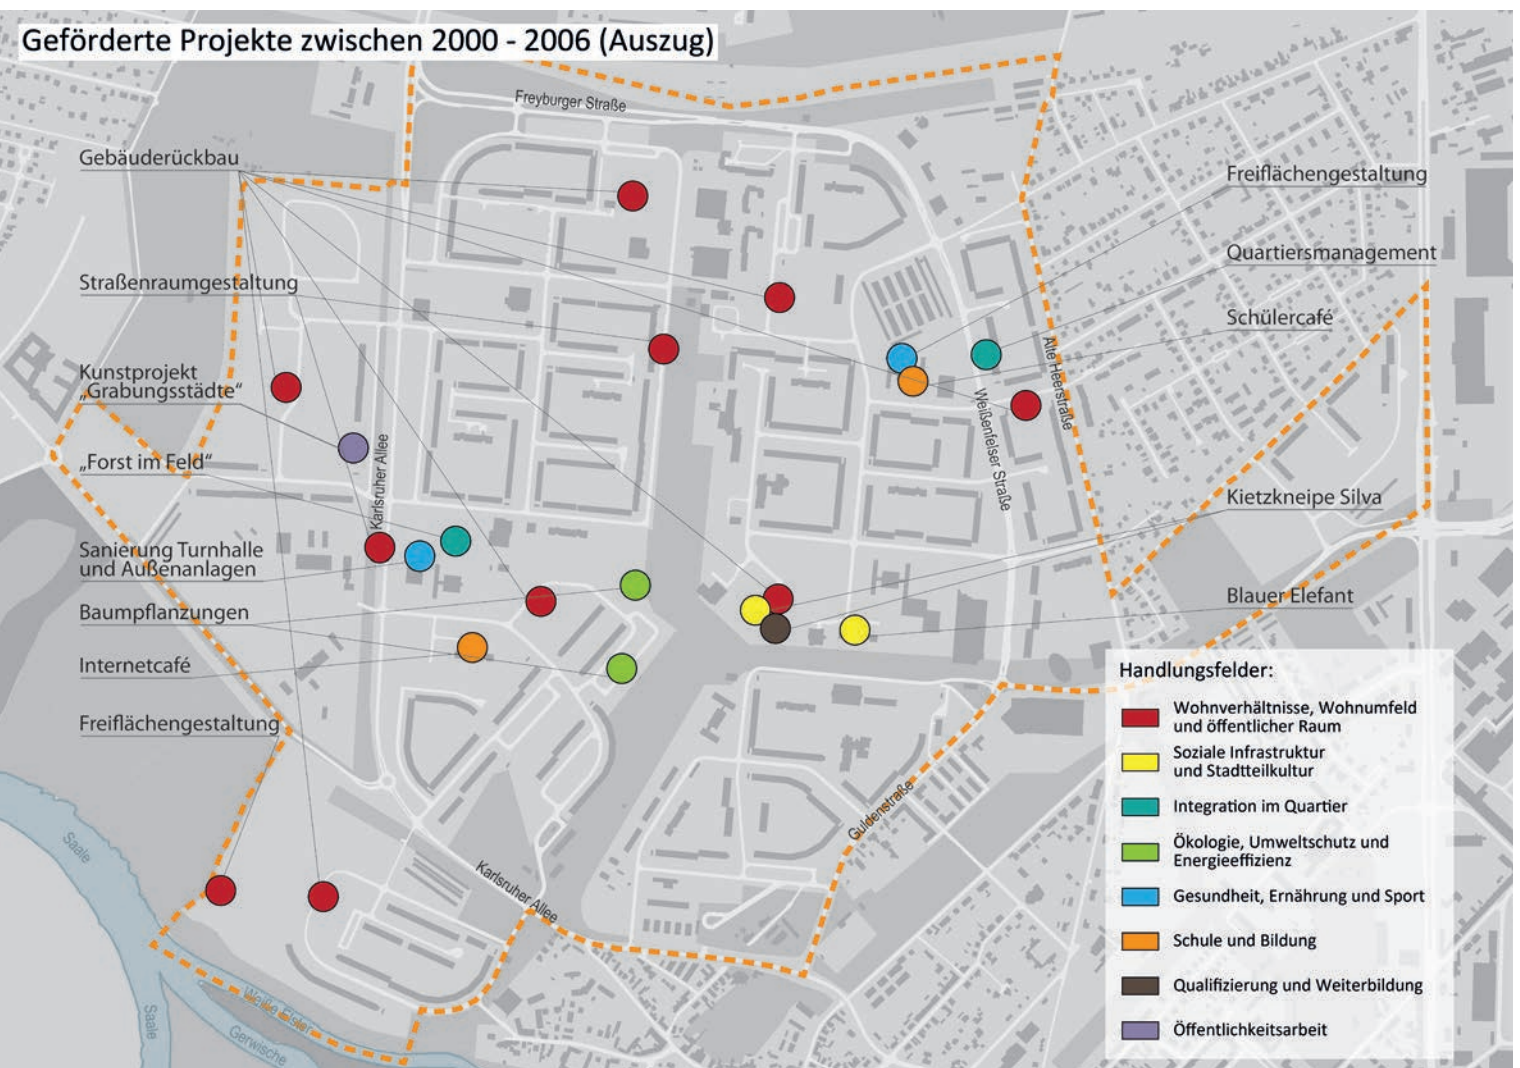 Geförderte Projekte zwischen 2000 - 2006 (Auszug)
Freyburger Straße
Gebäuderückbau
Freiflächengestaltung
Quartiersmanagement
Straßenraumgestaltung
Schülercafé
Alte Heerstraße
Kunstprojekt
„Grabungsstädte“
Weißenfelser Straße
Karlsruher Allee
„Forst im Feld“
Kietzkneipe Silva
Sanierung Turnhalle
und Außenanlagen
Blauer Elefant
Baumpflanzungen
Internetcafé
Freiflächengestaltung
Guldenstraße
Karlsruher Allee
Saale
Saale
Weiße Elster
Gerwische
Handlungsfelder:
Wohnverhältnisse, Wohnumfeld
und öffentlicher Raum
Soziale Infrastruktur
und Stadtteilkultur
Integration im Quartier
Ökologie, Umweltschutz und
Energieeffizienz
Gesundheit, Ernährung und Sport
Schule und Bildung
Qualifizierung und Weiterbildung
Öffentlichkeitsarbeit